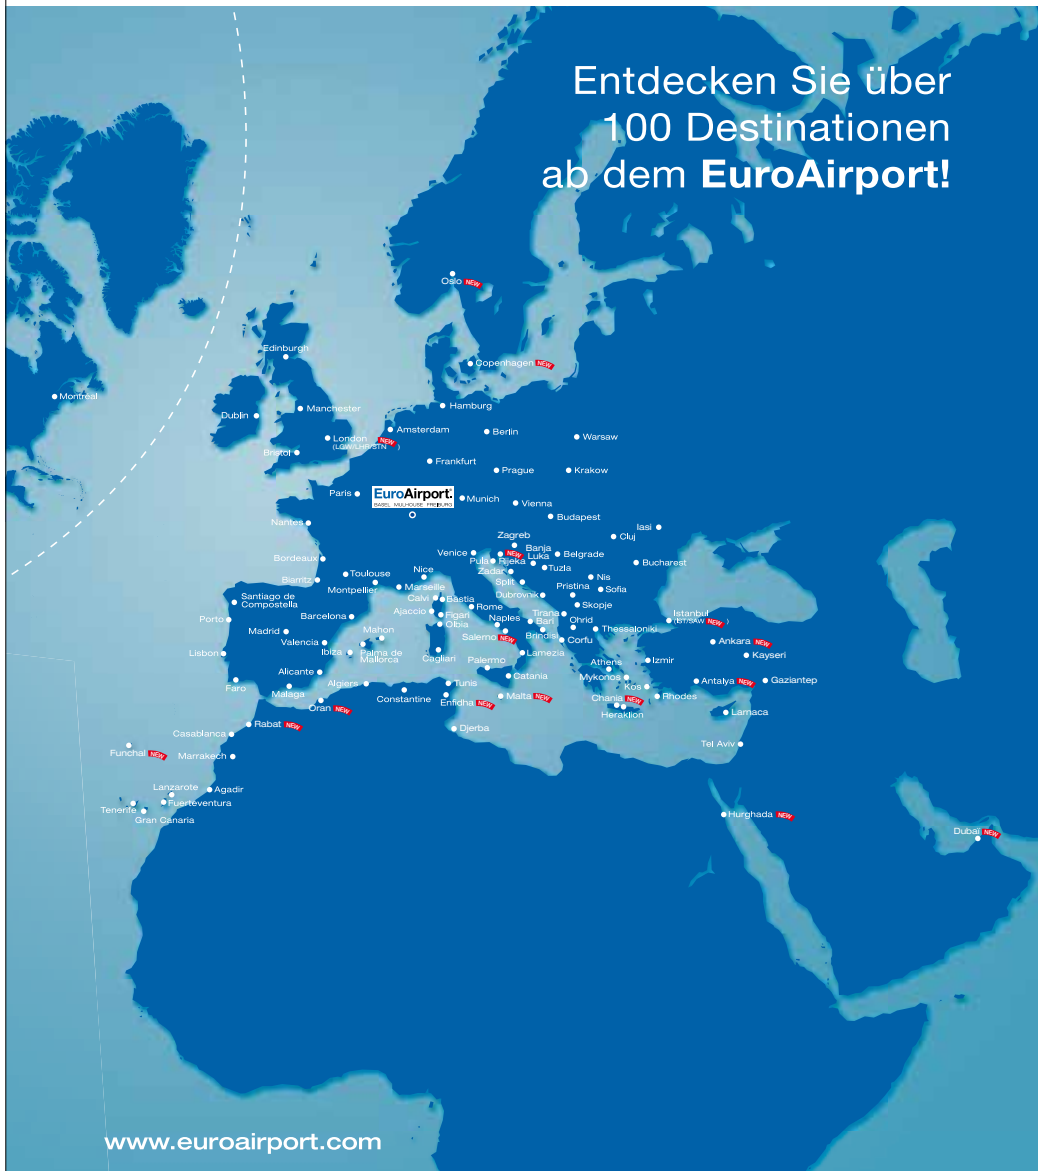 Entdecken Sie über
100 Destinationen
ab dem EuroAirport!
Oslo NEW
Edinburgh
Copenhagen NEW
Montreal
Hamburg
Manchester
Dublin
Amsterdam
Berlin
London NEW
(LGW/LHR/STN )
Warsaw
Bristol
Frankfurt
Prague
Krakow
Paris
EuroAirport.
BASEL MULHOUSE FREIBURG
Munich
Vienna
Budapest
Nantes
Iasi
Cluj
Zagreb
Venice
NEW
Banja
Luka
Belgrade
Bordeaux
Pula
Rijeka
Bucharest
Zadar
Tuzla
Nice
Toulouse
Biarritz
Montpellier
Marseille
Split
Nis
Pristina
Sofia
Santiago de
Compostella
Calvi
Bastia
Dubrovnik
Skopje
Ajaccio
Rome
Tirana
Istanbul
(IST/SAW NEW )
Porto
Barcelona
Figari
Naples
Bari
Ohrid
Olbia
Thessaloniki
Madrid
Mahon
Salerno NEW
Brindisi
Corfu
Ankara NEW
Valencia
Ibiza
Palma de
Mallorca
Lisbon
Cagliari
Lamezia
Kayseri
Palermo
Athens
Izmir
Alicante
Catania
Mykonos
Antalya NEW
Gaziantep
Faro
Malaga
Algiers
Tunis
Kos
Constantine
Malta NEW
Chania NEW
Rhodes
Oran NEW
Enfidha NEW
Heraklion
Larnaca
Rabat NEW
Djerba
Casablanca
Tel Aviv
Funchal NEW
Marrakech
Lanzarote
Agadir
Fuerteventura
Tenerife
Gran Canaria
Hurghada NEW
Dubai NEW
www.euroairport.com